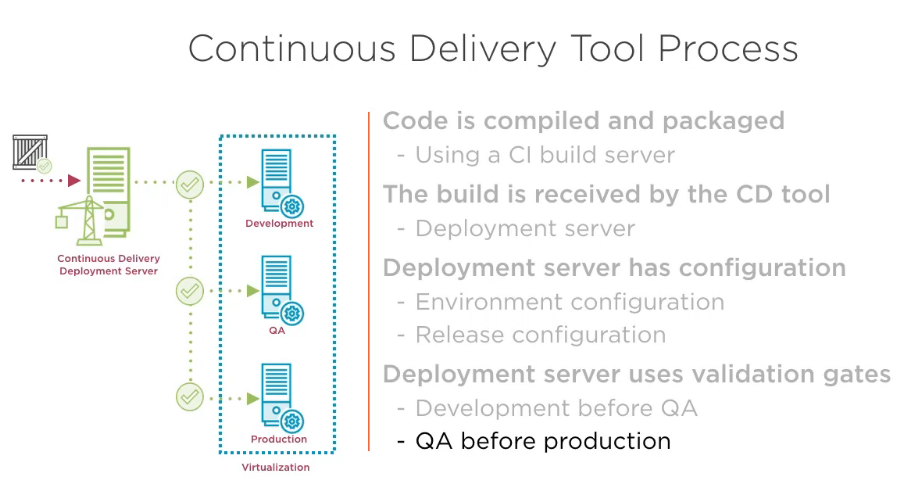 Continuous Delivery Tool Process
Continuous Delivery
Deployment Server
Development
QA
Production
Virtualization
Code is compiled and packaged
- Using a CI build server
The build is received by the CD tool
- Deployment server
Deployment server has configuration
- Environment configuration
- Release configuration
Deployment server uses validation gates
- Development before QA
- QA before production